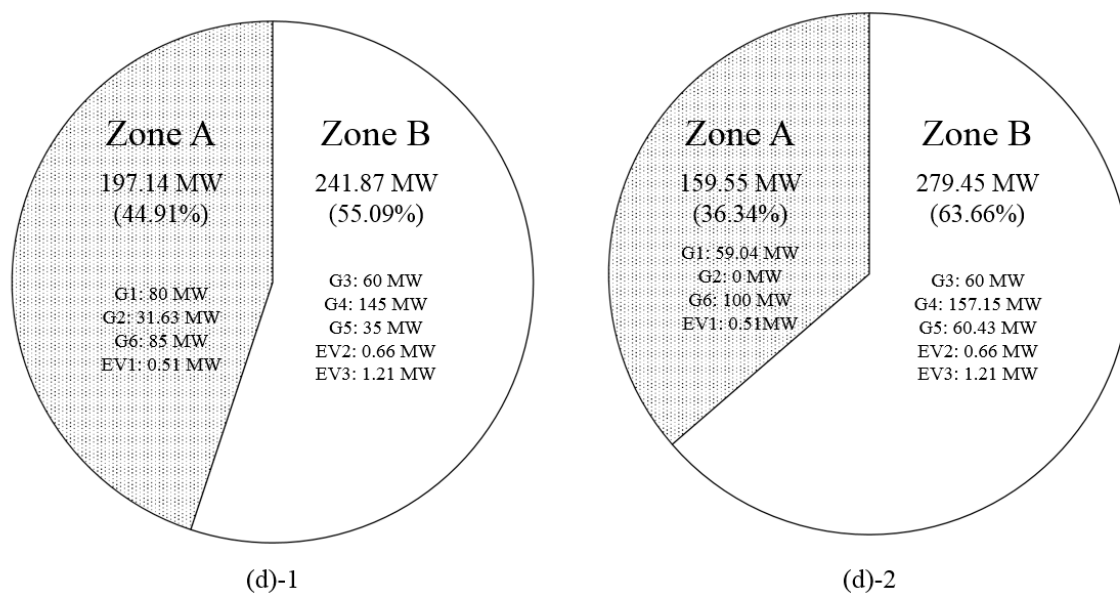 Zone A
197.14 MW
(44.91%)
G1: 80 MW
G2: 31.63 MW
G6: 85 MW
EV1: 0.51 MW
Zone B
241.87 MW
(55.09%)
G3: 60 MW
G4: 145 MW
G5: 35 MW
EV2: 0.66 MW
EV3: 1.21 MW
(d)-1
Zone A
159.55 MW
(36.34%)
G1: 59.04 MW
G2: 0 MW
G6: 100 MW
EV1: 0.51MW
Zone B
279.45 MW
(63.66%)
G3: 60 MW
G4: 157.15 MW
G5: 60.43 MW
EV2: 0.66 MW
EV3: 1.21 MW
(d)-2